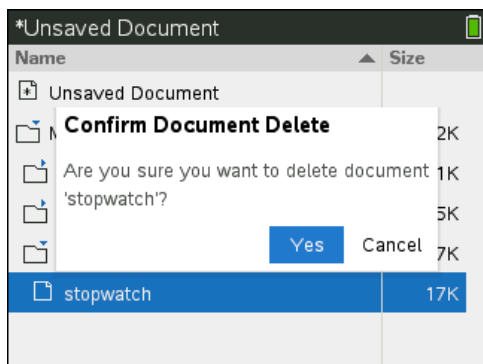 *Unsaved Document
Name Size
Unsaved Document
Confirm Document Delete
2K
Are you sure you want to delete document
1K
'stopwatch'?
5K
Yes Cancel
7K
stopwatch 17K